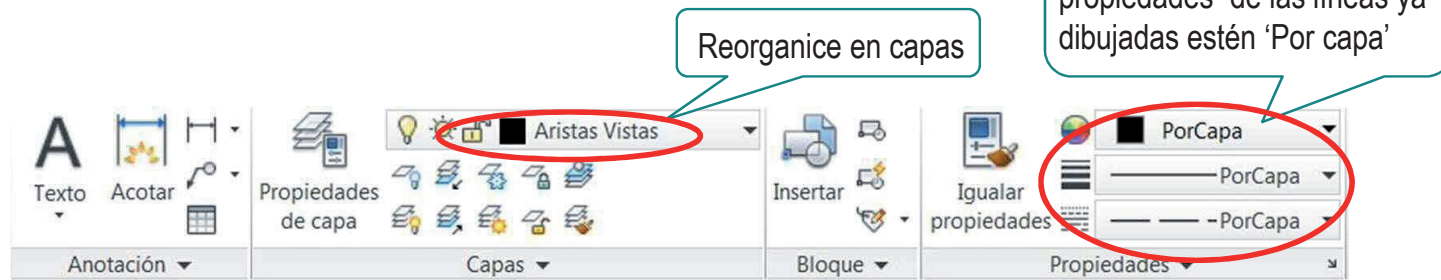 propiedades de las líneas ya
dibujadas estén 'Por capa'
Reorganice en capas
A
Texto
Acotar
Anotación
Propiedades
de capa
Aristas Vistas
Capas
Insertar
Bloque
Igualar
propiedades
PorCapa
PorCapa
PorCapa
Propiedades